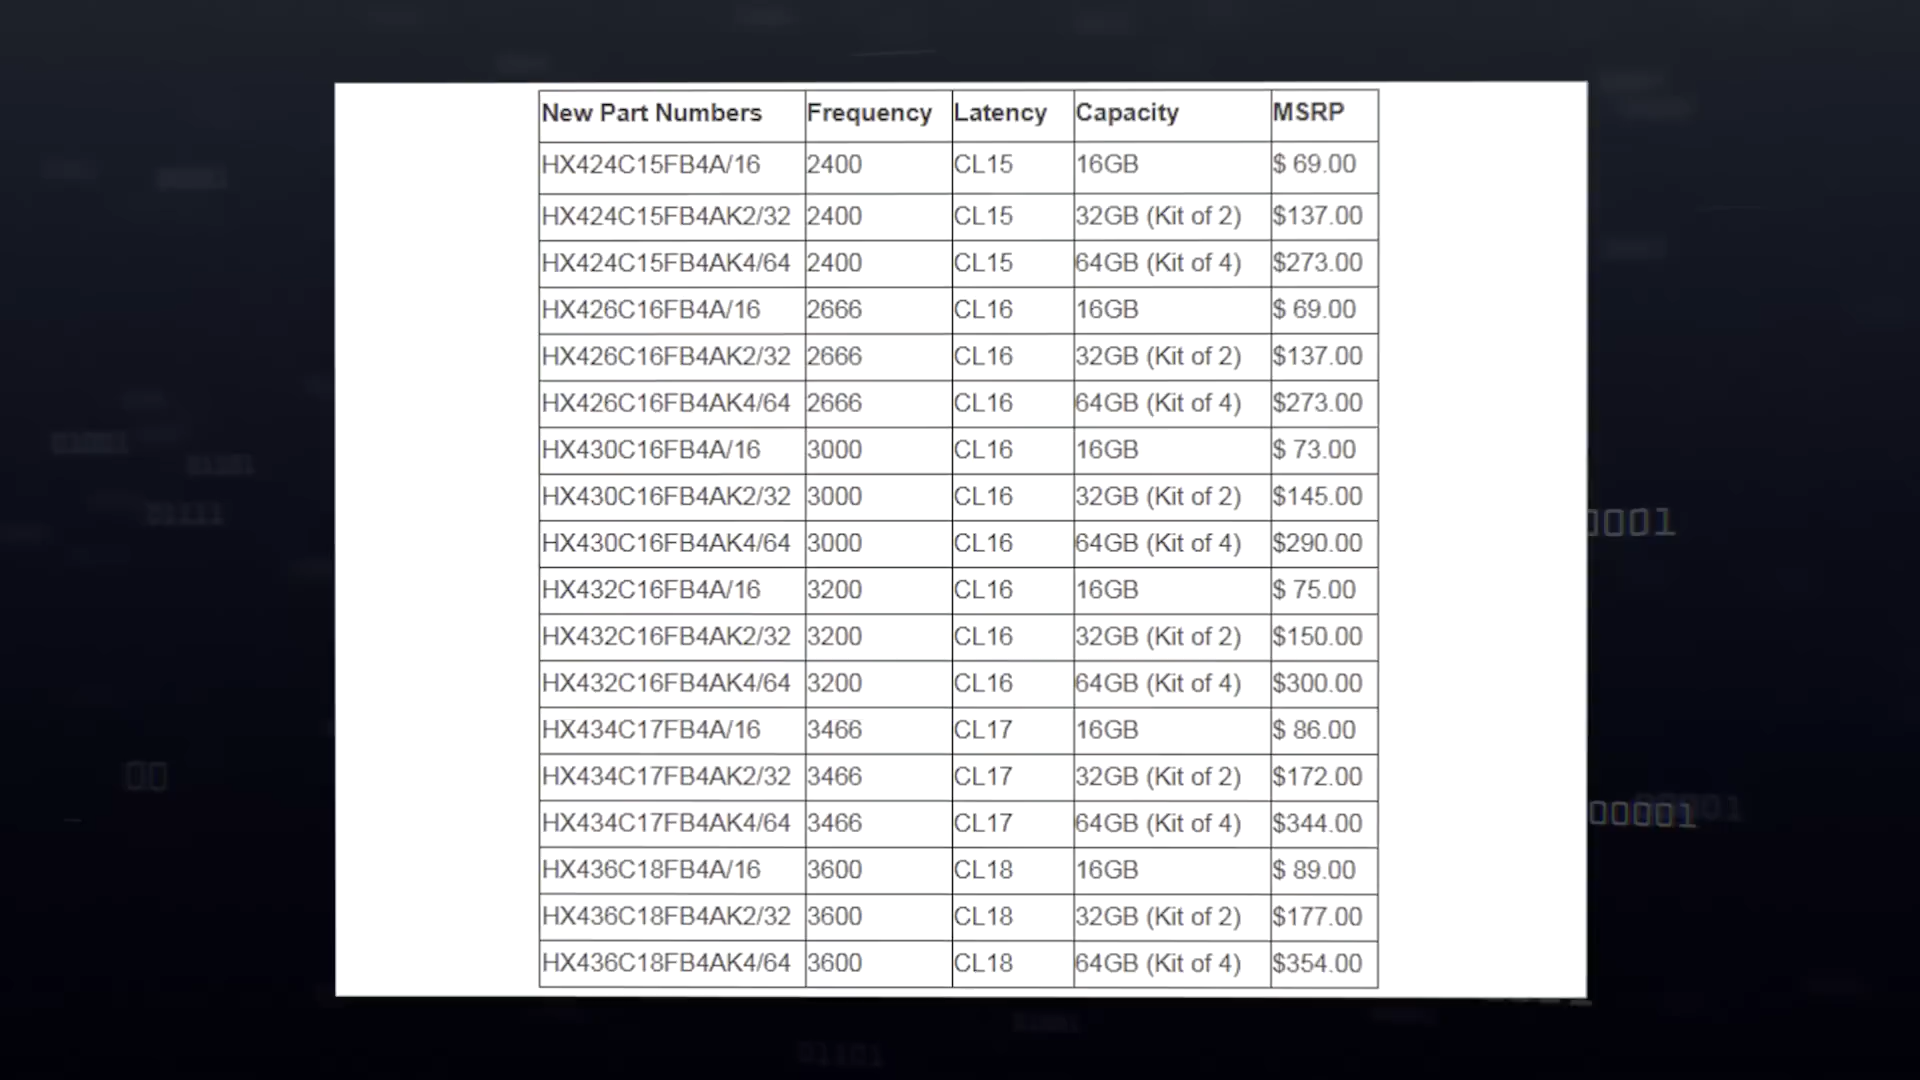 New Part Numbers Frequency Latency Capacity MSRP
HX424C15FB4A/16 2400 CL15 16GB $ 69.00
HX424C15FB4AK2/32 2400 CL15 32GB (Kit of 2) $137.00
HX424C15FB4AK4/64 2400 CL15 64GB (Kit of 4) $273.00
HX426C16FB4A/16 2666 CL16 16GB $ 69.00
HX426C16FB4AK2/32 2666 CL16 32GB (Kit of 2) $137.00
HX426C16FB4AK4/64 2666 CL16 64GB (Kit of 4) $273.00
HX430C16FB4A/16 3000 CL16 16GB $ 73.00
HX430C16FB4AK2/32 3000 CL16 32GB (Kit of 2) $145.00
HX430C16FB4AK4/64 3000 CL16 64GB (Kit of 4) $290.00
HX432C16FB4A/16 3200 CL16 16GB $ 75.00
HX432C16FB4AK2/32 3200 CL16 32GB (Kit of 2) $150.00
HX432C16FB4AK4/64 3200 CL16 64GB (Kit of 4) $300.00
HX434C17FB4A/16 3466 CL17 16GB $ 86.00
HX434C17FB4AK2/32 3466 CL17 32GB (Kit of 2) $172.00
HX434C17FB4AK4/64 3466 CL17 64GB (Kit of 4) $344.00
HX436C18FB4A/16 3600 CL18 16GB $ 89.00
HX436C18FB4AK2/32 3600 CL18 32GB (Kit of 2) $177.00
HX436C18FB4AK4/64 3600 CL18 64GB (Kit of 4) $354.00